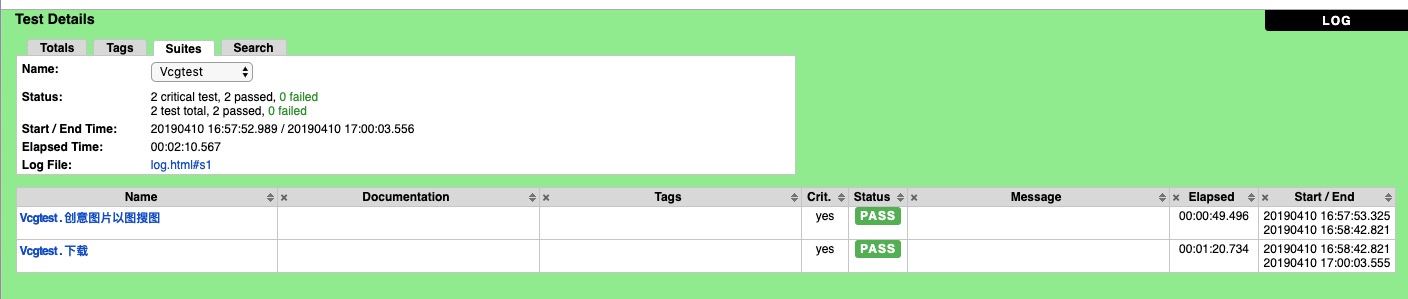 Test Details
LOG
Totals Tags Suites Search
Name: Vcgtest
Status: 2 critical test, 2 passed, 0 failed
2 test total, 2 passed, 0 failed
Start / End Time: 20190410 16:57:52.989 / 20190410 17:00:03.556
Elapsed Time: 00:02:10.567
Log File: log.html#s1
Name × Documentation × Tags Crit. Status × Message × Elapsed × Start / End
Vcgtest . 创意图片以图搜图 yes PASS 00:00:49.496 20190410 16:57:53.325
20190410 16:58:42.821
Vcgtest . 下载 yes PASS 00:01:20.734 20190410 16:58:42.821
20190410 17:00:03.555